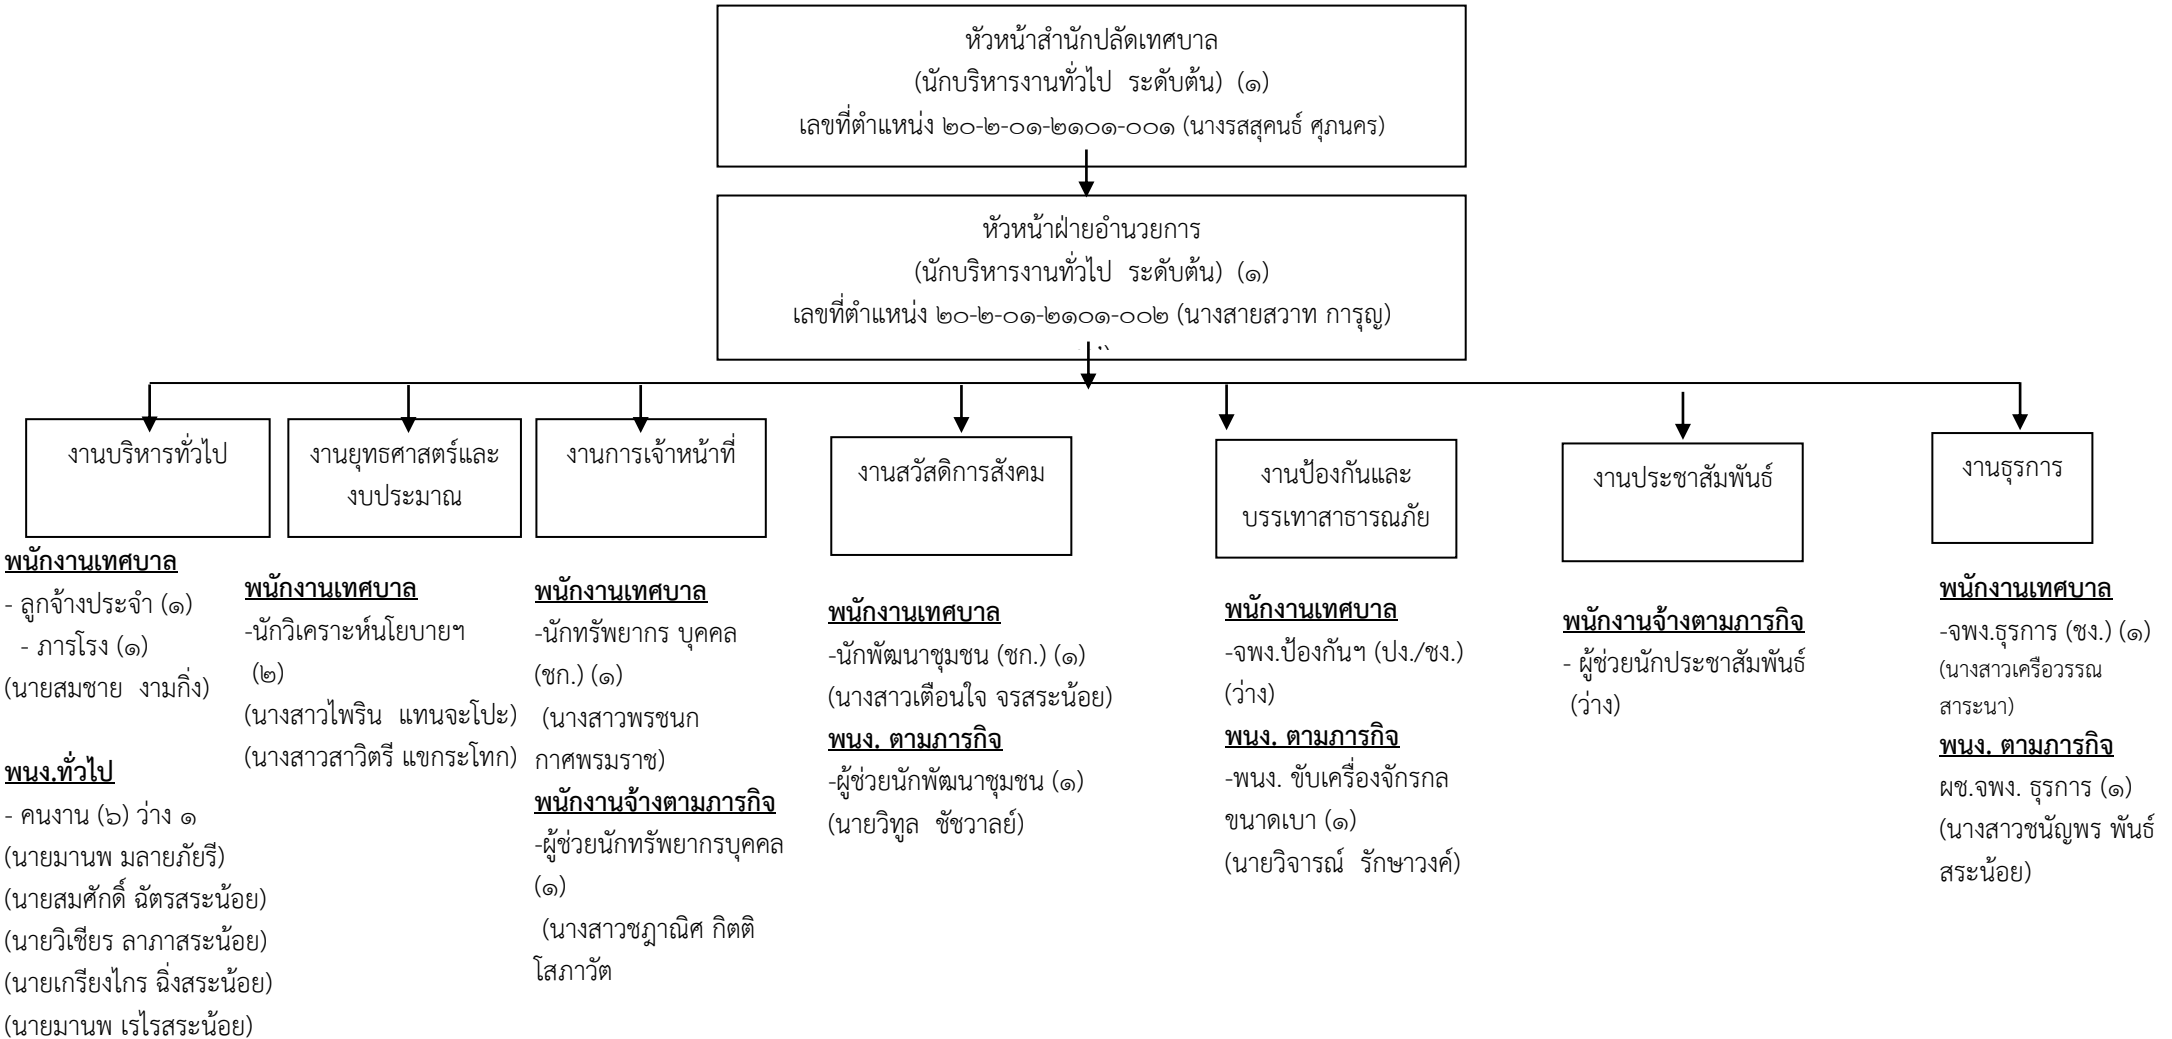 หัวหน้าสำนักปลัดเทศบาล
(นักบริหารงานทั่วไป ระดับต้น) (๑)
เลขที่ตำแหน่ง ๒๐-๒-๐๑-๒๑๐๑-๐๐๑ (นางรสสุคนธ์ ศุภนคร)
หัวหน้าฝ่ายอำนวยการ
(นักบริหารงานทั่วไป ระดับต้น) (๑)
เลขที่ตำแหน่ง ๒๐-๒-๐๑-๒๑๐๑-๐๐๒ (นางสายสวาท การุญ)
งานบริหารทั่วไป
พนักงานเทศบาล
- ลูกจ้างประจำ (๑)
- ภารโรง (๑)
(นายสมชาย งามกิ่ง)
พนง.ทั่วไป
- คนงาน (๖) ว่าง ๑
(นายมานพ มลายภัยรี)
(นายสมศักดิ์ ฉัตรสระน้อย)
(นายวิเชียร ลาภาสระน้อย)
(นายเกรียงไกร ฉิ่งสระน้อย)
(นายมานพ เรไรสระน้อย)
งานยุทธศาสตร์และ
งบประมาณ
พนักงานเทศบาล
-นักวิเคราะห์นโยบายฯ
(๒)
(นางสาวไพริน แทนจะโปะ)
(นางสาวสาวิตรี แขกระโทก)
งานการเจ้าหน้าที่
พนักงานเทศบาล
-นักทรัพยากร บุคคล
(ชก.) (๑)
(นางสาวพรชนก
กาศพรมราช)
พนักงานจ้างตามภารกิจ
-ผู้ช่วยนักทรัพยากรบุคคล
(๑)
(นางสาวชฎาณิศ กิตติ
โสภาวัต
งานสวัสดิการสังคม
พนักงานเทศบาล
-นักพัฒนาชุมชน (ชก.) (๑)
(นางสาวเตือนใจ จรสระน้อย)
พนง. ตามภารกิจ
-ผู้ช่วยนักพัฒนาชุมชน (๑)
(นายวิทูล ชัชวาลย์)
งานป้องกันและ
บรรเทาสาธารณภัย
พนักงานเทศบาล
-จพง.ป้องกันฯ (ปง./ชง.)
(ว่าง)
พนง. ตามภารกิจ
-พนง. ขับเครื่องจักรกล
ขนาดเบา (๑)
(นายวิจารณ์ รักษาวงค์)
งานประชาสัมพันธ์
พนักงานจ้างตามภารกิจ
- ผู้ช่วยนักประชาสัมพันธ์
(ว่าง)
งานธุรการ
พนักงานเทศบาล
-จพง.ธุรการ (ชง.) (๑)
(นางสาวเครือวรรณ
สาระนา)
พนง. ตามภารกิจ
ผช.จพง. ธุรการ (๑)
(นางสาวชนัญพร พันธ์
สระน้อย)